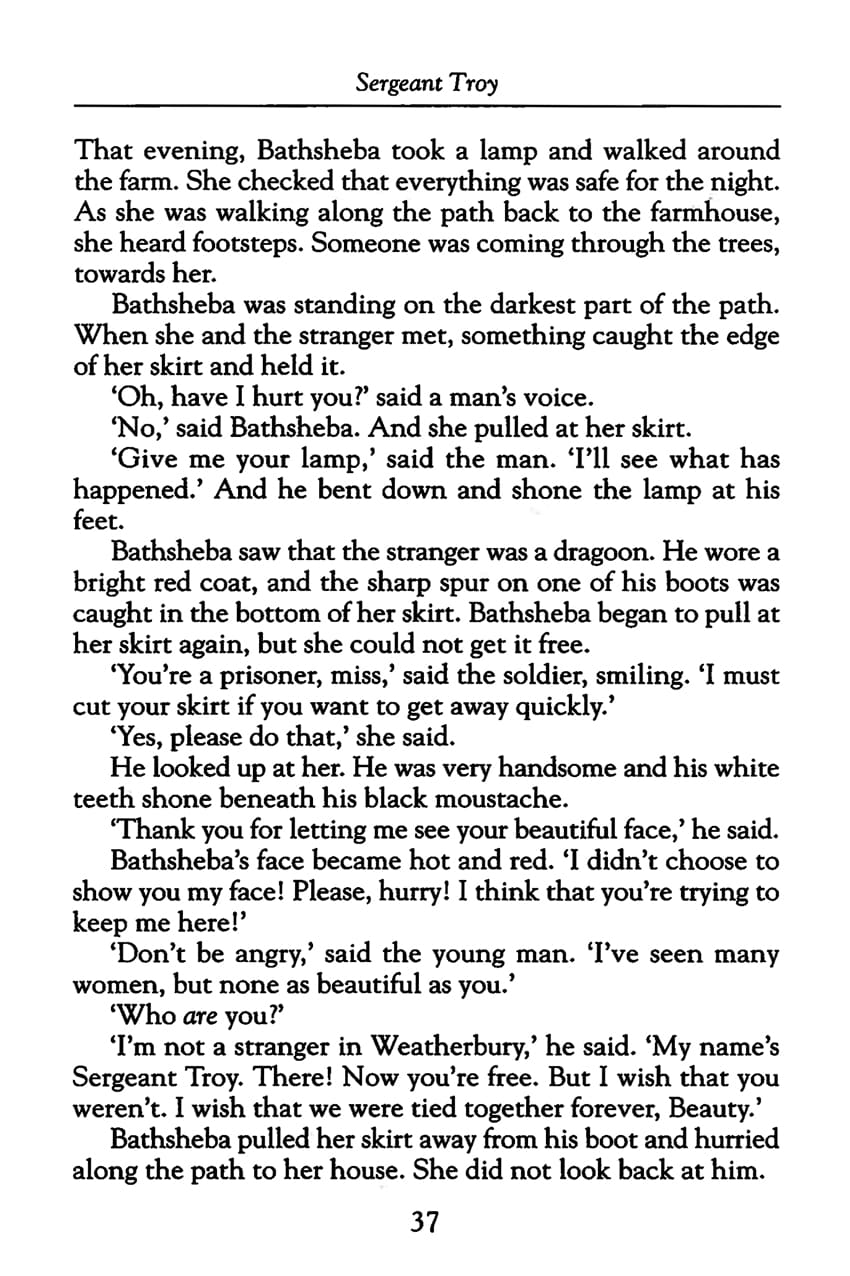 Sergeant Troy
That evening, Bathsheba took a lamp and walked around
the farm. She checked that everything was safe for the night.
As she was walking along the path back to the farmhouse,
she heard footsteps. Someone was coming through the trees,
towards her.
Bathsheba was standing on the darkest part of the path.
When she and the stranger met, something caught the edge
of her skirt and held it.
‘Oh, have I hurt you?’ said a man’s voice.
‘No,’ said Bathsheba. And she pulled at her skirt.
‘Give me your lamp,’ said the man. ‘I’ll see what has
happened.’ And he bent down and shone the lamp at his
feet.
Bathsheba saw that the stranger was a dragoon. He wore a
bright red coat, and the sharp spur on one of his boots was
caught in the bottom of her skirt. Bathsheba began to pull at
her skirt again, but she could not get it free.
‘You’re a prisoner, miss,’ said the soldier, smiling. ‘I must
cut your skirt if you want to get away quickly.’
‘Yes, please do that,’ she said.
He looked up at her. He was very handsome and his white
teeth shone beneath his black moustache.
‘Thank you for letting me see your beautiful face,’ he said.
Bathsheba’s face became hot and red. ‘I didn’t choose to
show you my face! Please, hurry! I think that you’re trying to
keep me here!’
‘Don’t be angry,’ said the young man. ‘I’ve seen many
women, but none as beautiful as you.’
‘Who are you?’
‘I’m not a stranger in Weatherbury,’ he said. ‘My name’s
Sergeant Troy. There! Now you’re free. But I wish that you
weren’t. I wish that we were tied together forever, Beauty.’
Bathsheba pulled her skirt away from his boot and hurried
along the path to her house. She did not look back at him.
37